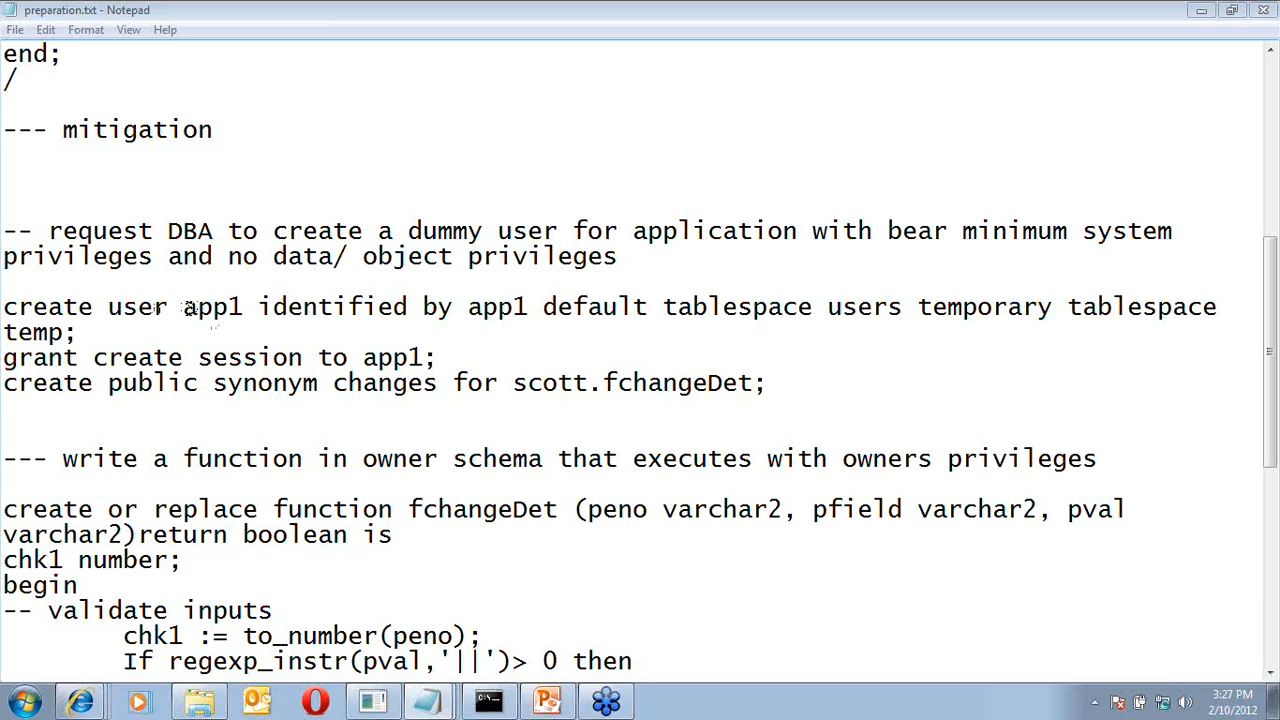 preparation.txt - Notepad
File Edit Format View Help
end;
/
--- mitigation
-- request DBA to create a dummy user for application with bear minimum system
privileges and no data/ object privileges
create user app1 identified by app1 default tablespace users temporary tablespace
temp;
grant create session to app1;
create public synonym changes for scott.fchangeDet;
--- write a function in owner schema that executes with owners privileges
create or replace function fchangeDet (peno varchar2, pfield varchar2, pval
varchar2)return boolean is
chk1 number;
begin
-- validate inputs
chk1 := to_number(peno);
If regexp_instr(pval,'||')> 0 then
3:27 PM
2/10/2012